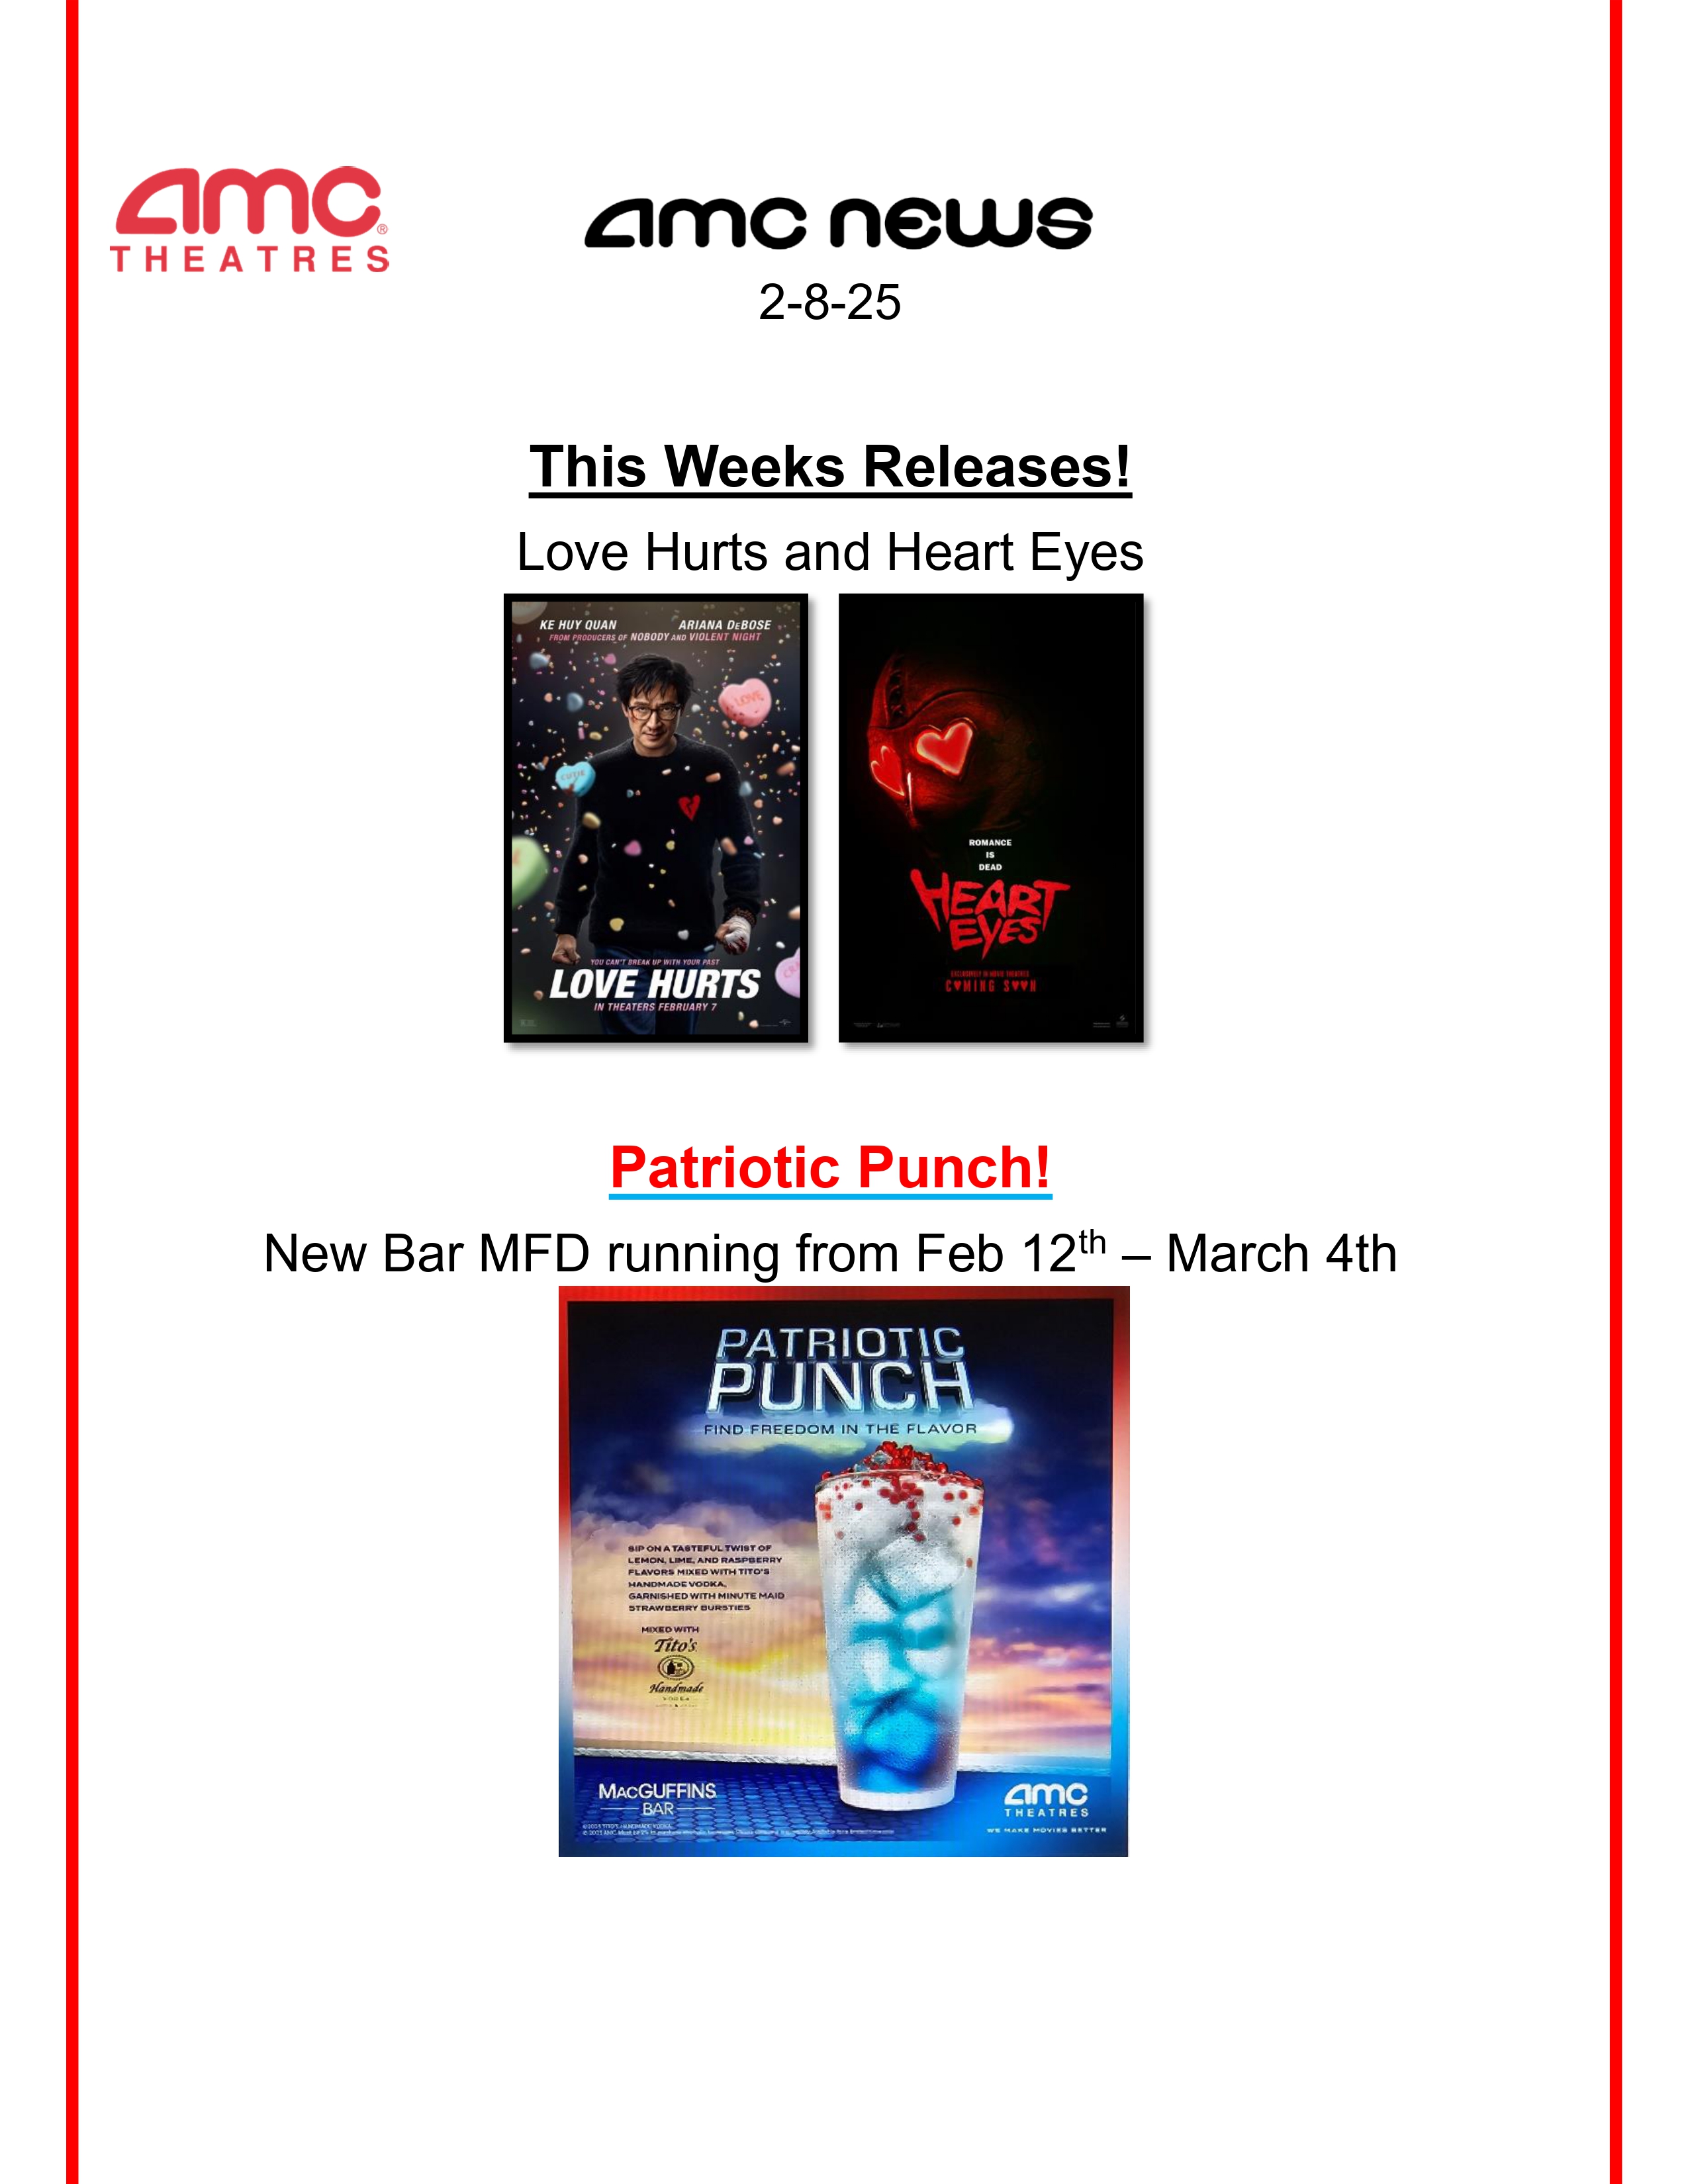 amc
THEATRES
amc news
2-8-25
This Weeks Releases!
Love Hurts and Heart Eyes
KE HUY QUAN ARIANA DeBOSE
FROM PRODUCERS OF NOBODY AND VIOLENT NIGHT
LOVE
CUTIE
YOU CAN'T BREAK UP WITH YOUR PAST
LOVE HURTS
IN THEATERS FEBRUARY 7
ROMANCE
IS
DEAD
HEART
EYES
EXCLUSIVELY IN MOVIE THEATRES
COMING SOON
Patriotic Punch!
New Bar MFD running from Feb 12th – March 4th
PATRIOTIC
PUNCH
FIND FREEDOM IN THE FLAVOR
SIP ON A TASTEFUL TWIST OF
LEMON, LIME, AND RASPBERRY
FLAVORS MIXED WITH TITO'S
HANDMADE VODKA,
GARNISHED WITH MINUTE MAID
STRAWBERRY BURSTIES
MIXED WITH
Tito's
Handmade
VODKA
MACGUFFINS
BAR
amc
THEATRES
WE MAKE MOVIES BETTER